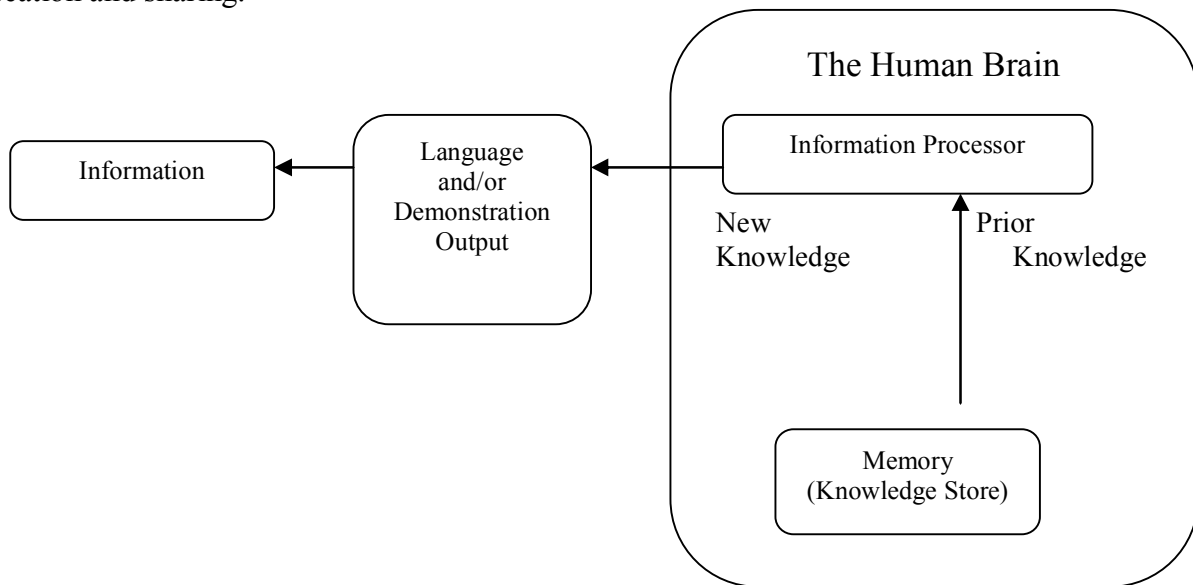 and sharing.
The Human Brain
Information Processor
Information
Language
and/or
Demonstration
Output
New
Knowledge
Prior
Knowledge
Memory
(Knowledge Store)